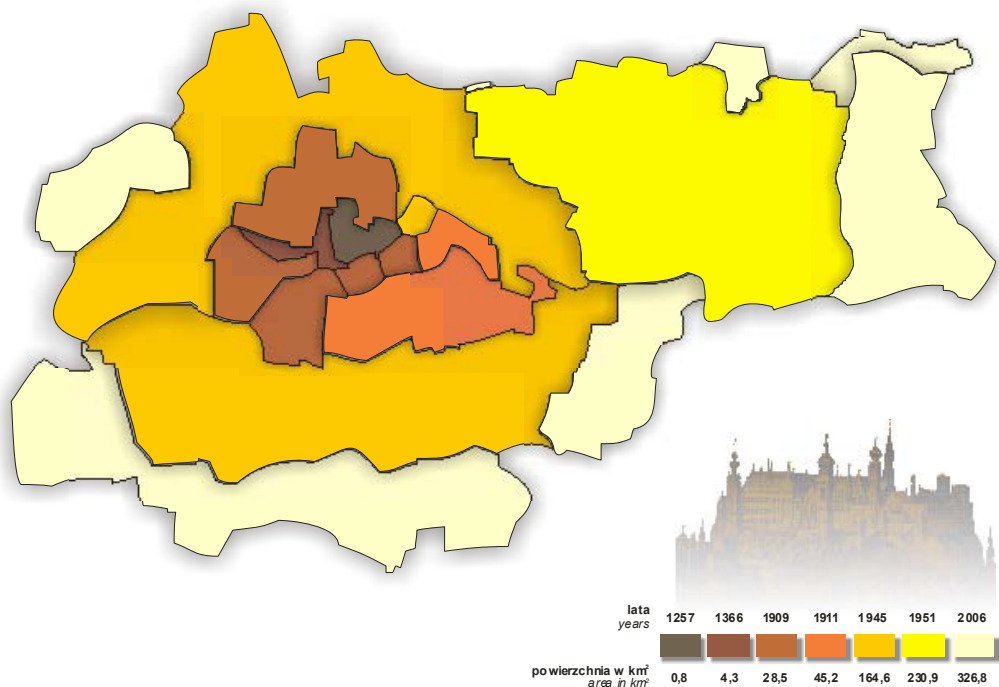 lata
years 1257 1366 1909 1911 1945 1951 2006
powierzchnia w km²
area in km² 0,8 4,3 28,5 45,2 164,6 230,9 326,8